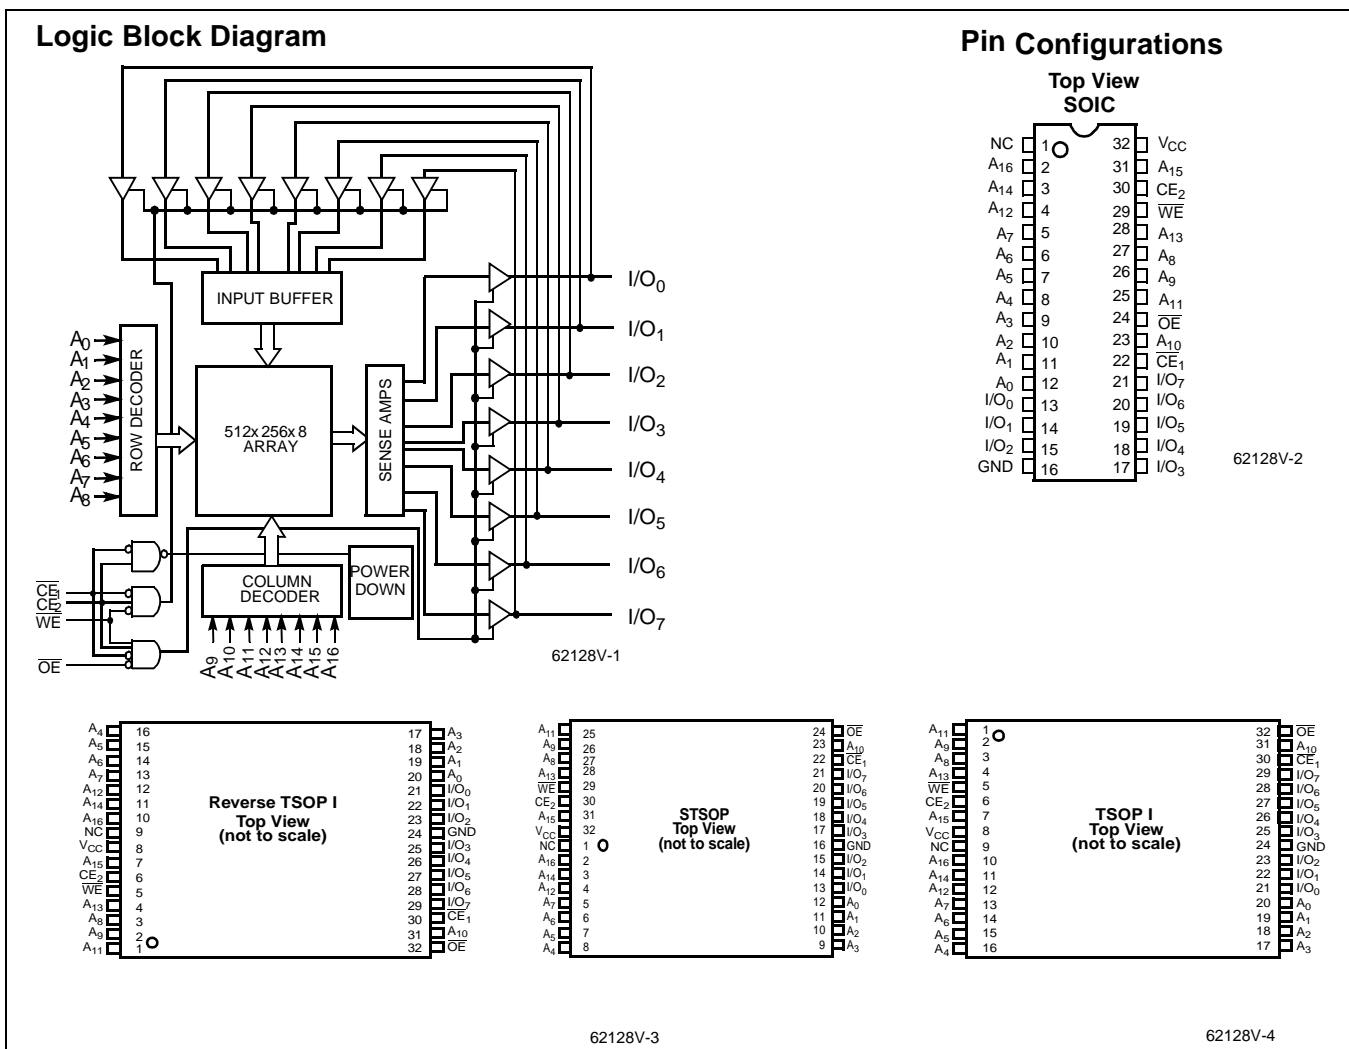 Logic Block Diagram
INPUT BUFFER
A0
A1
A2
A3
A4
A5
A6
A7
A8
ROW DECODER
512x256x8
ARRAY
SENSE AMPS
I/O0
I/O1
I/O2
I/O3
I/O4
I/O5
I/O6
I/O7
COLUMN
DECODER
POWER
DOWN
CE1
CE2
WE
OE
A9
A10
A11
A12
A13
A14
A15
A16
62128V-1
Pin Configurations
Top View
SOIC
NC 1 32 VCC
A16 2 31 A15
A14 3 30 CE2
A12 4 29 WE
A7 5 28 A13
A6 6 27 A8
A5 7 26 A9
A4 8 25 A11
A3 9 24 OE
A2 10 23 A10
A1 11 22 CE1
A0 12 21 I/O7
I/O0 13 20 I/O6
I/O1 14 19 I/O5
I/O2 15 18 I/O4
GND 16 17 I/O3
62128V-2
Reverse TSOP I
Top View
(not to scale)
A4 16 17 A3
A5 15 18 A2
A6 14 19 A1
A7 13 20 A0
A12 12 21 I/O0
A14 11 22 I/O1
A16 10 23 I/O2
NC 9 24 GND
VCC 8 25 I/O3
A15 7 26 I/O4
CE2 6 27 I/O5
WE 5 28 I/O6
A13 4 29 I/O7
A8 3 30 CE1
A9 2 31 A10
A11 1 32 OE
62128V-3
STSOP
Top View
(not to scale)
A11 25 24 OE
A9 26 23 A10
A8 27 22 CE1
A13 28 21 I/O7
WE 29 20 I/O6
CE2 30 19 I/O5
A15 31 18 I/O4
VCC 32 17 I/O3
NC 1 16 GND
A16 2 15 I/O2
A14 3 14 I/O1
A12 4 13 I/O0
A7 5 12 A0
A6 6 11 A1
A5 7 10 A2
A4 8 9 A3
TSOP I
Top View
(not to scale)
A11 1 32 OE
A9 2 31 A10
A8 3 30 CE1
A13 4 29 I/O7
WE 5 28 I/O6
CE2 6 27 I/O5
A15 7 26 I/O4
VCC 8 25 I/O3
NC 9 24 GND
A16 10 23 I/O2
A14 11 22 I/O1
A12 12 21 I/O0
A7 13 20 A0
A6 14 19 A1
A5 15 18 A2
A4 16 17 A3
62128V-4